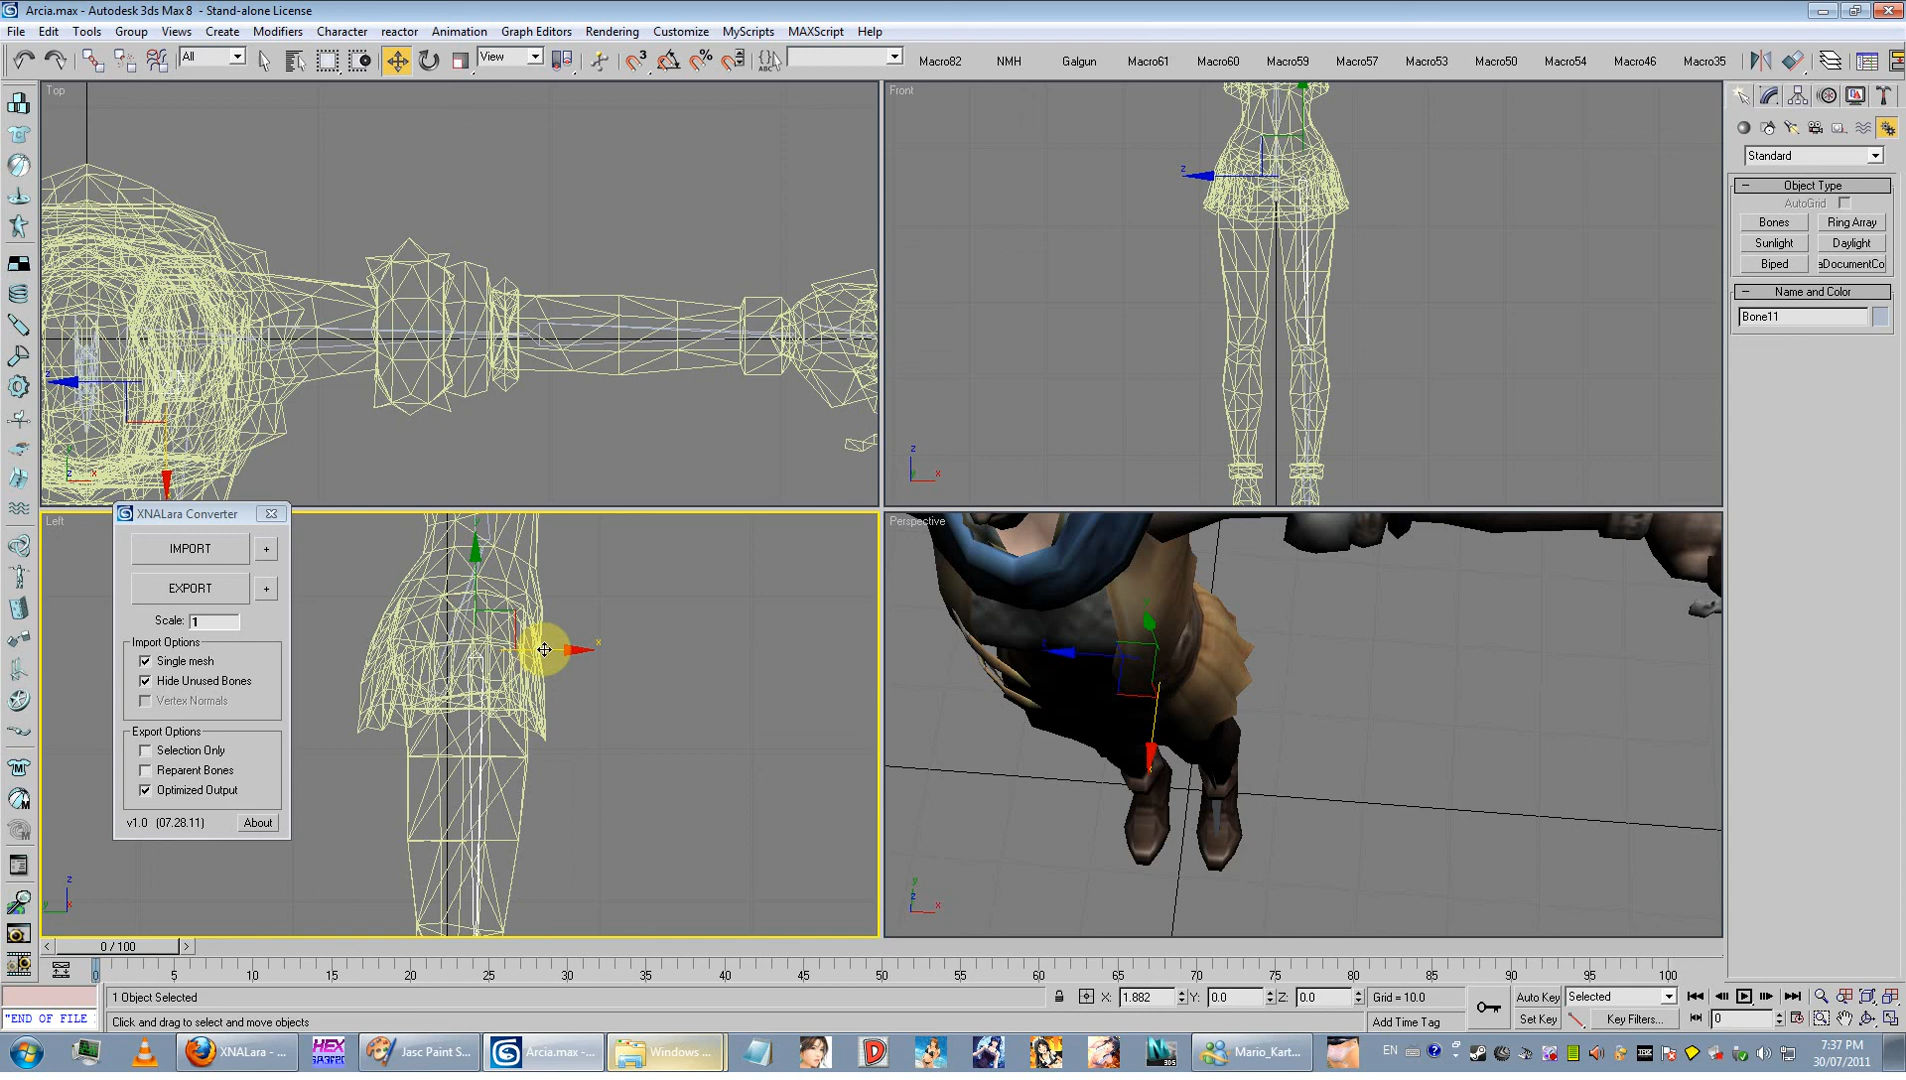 Arcia.max - Autodesk 3ds Max 8 - Stand-alone License
File Edit Tools Group Views Create Modifiers Character reactor Animation Graph Editors Rendering Customize MyScripts MAXScript Help
All View Macro82 NMH Galgun Macro61 Macro60 Macro59 Macro57 Macro53 Macro50 Macro54 Macro46 Macro35
Top
Front
Standard
Object Type
AutoGrid
Bones Ring Array
Sunlight Daylight
Biped aDocumentCo
Name and Color
Bone11
z
z
z
x
z
x
Left
Perspective
XNALara Converter
IMPORT +
EXPORT +
Scale: 1
Import Options
Single mesh
Hide Unused Bones
Vertex Normals
Export Options
Selection Only
Reparent Bones
Optimized Output
v1.0 (07.28.11) About
x
z
y
x
y
z
x
0 / 100
0 5 10 15 20 25 30 35 40 45 50 55 60 65 70 75 80 85 90 95 100
1 Object Selected X: 1.882 Y: 0.0 Z: 0.0 Grid = 10.0 Auto Key Selected
"END OF FILE Click and drag to select and move objects Add Time Tag Set Key Key Filters... 0
XNALara - ... HEX Jasc Paint S... Arcia.max -... Windows ... Mario_Kart... EN 7:37 PM
30/07/2011